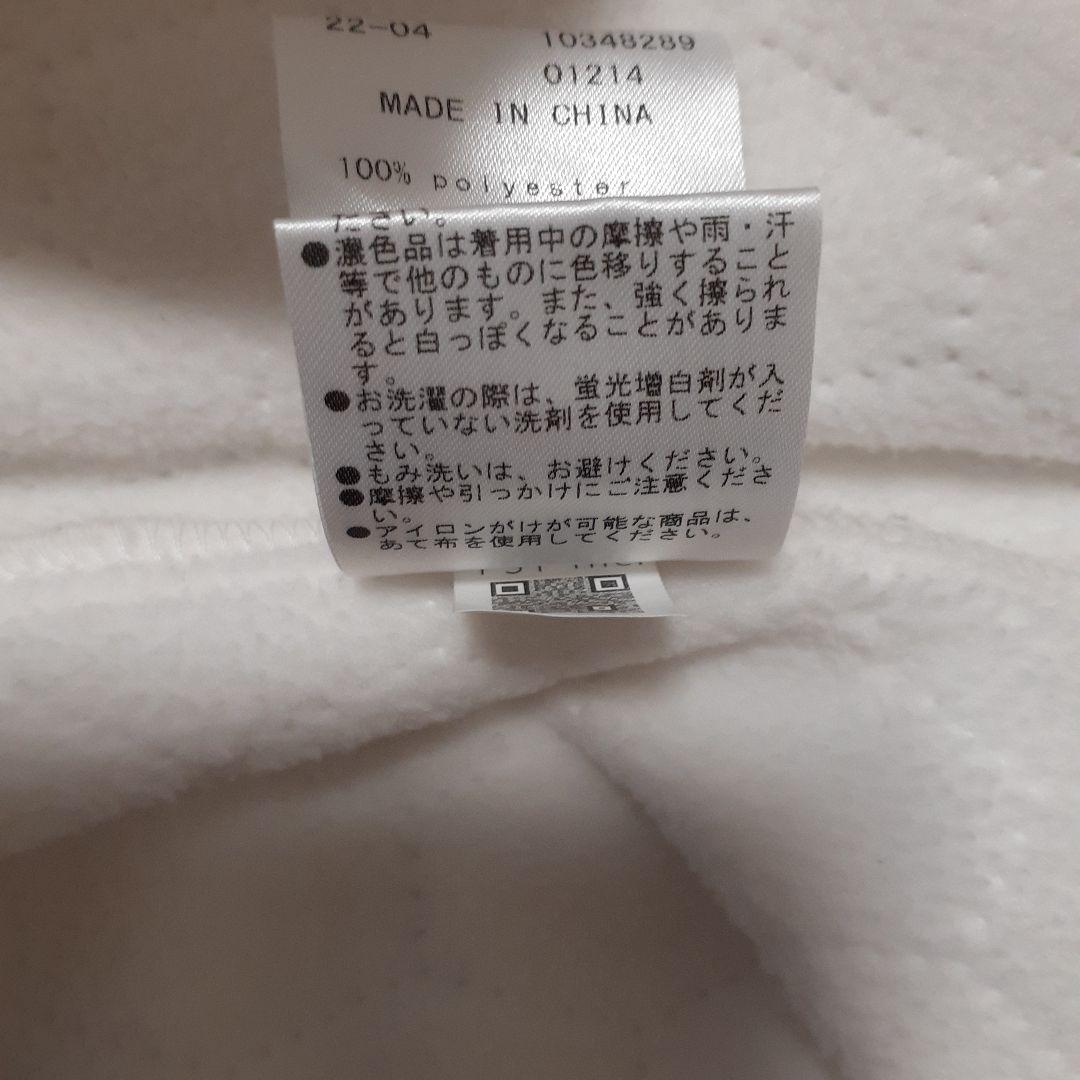 22-04 10348289
01214
MADE IN CHINA
100% polyester
ださい。
●濃色品は着用中の摩擦や雨・汗
等で他のものに色移りすること
があります。また、強く擦られ
ると白っぽくなることがありま
す。
●お洗濯の際は、蛍光増白剤が入
っていない洗剤を使用してくだ
さい。
●もみ洗いは、お避けください。
●摩擦や引っかけにご注意くださ
い。
●アイロンがけが可能な商品は、
あて布を使用してください。